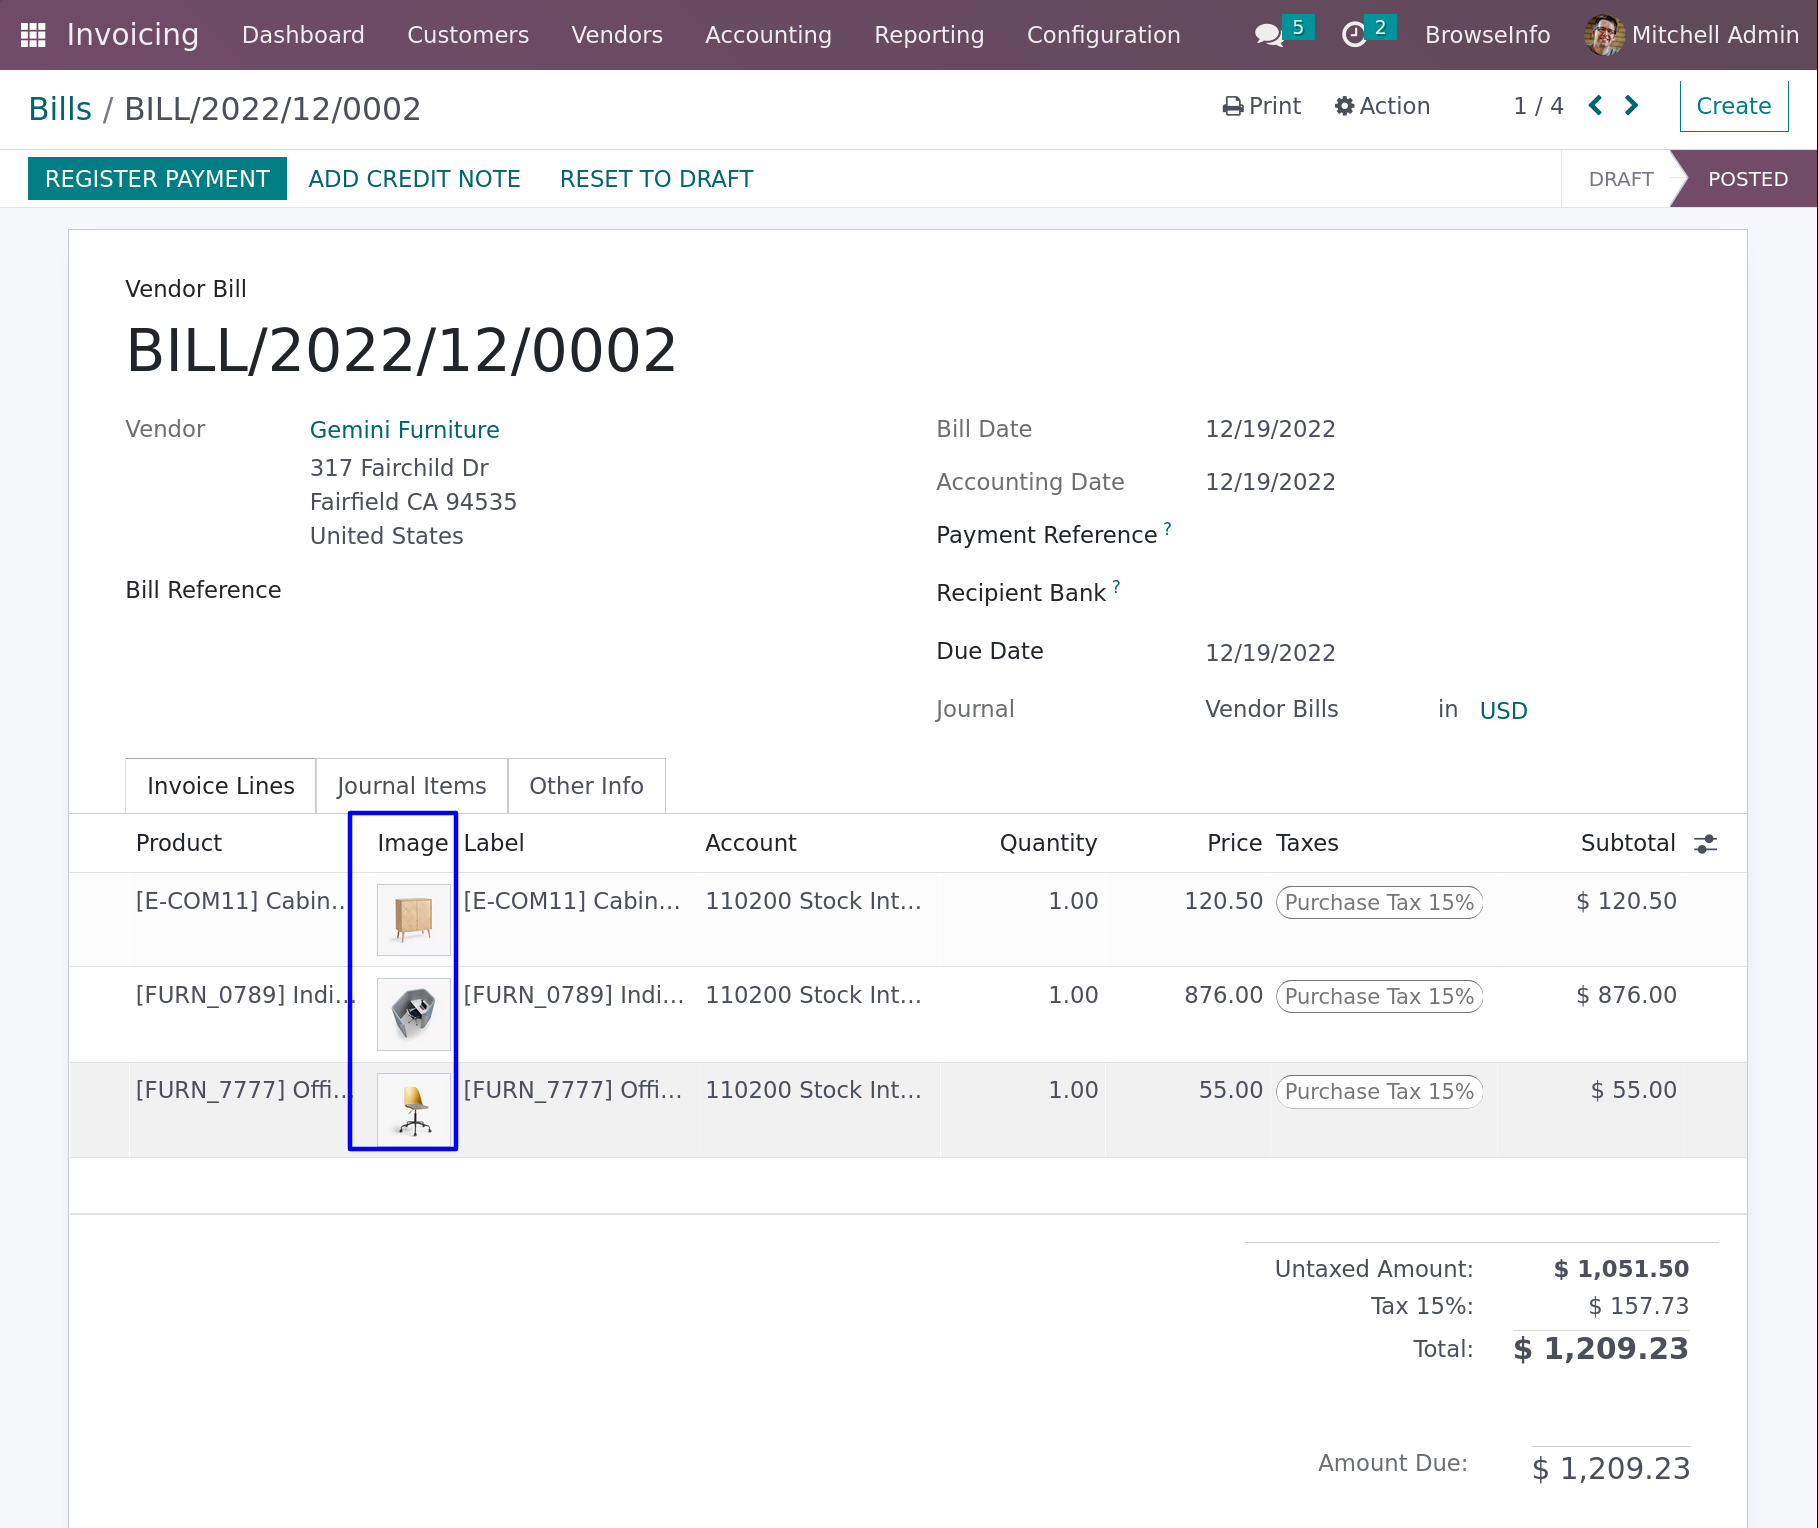 Invoicing Dashboard Customers Vendors Accounting Reporting Configuration 5 2 BrowseInfo Mitchell Admin
Bills / BILL/2022/12/0002 Print Action 1 / 4 Create
REGISTER PAYMENT ADD CREDIT NOTE RESET TO DRAFT DRAFT POSTED
Vendor Bill
BILL/2022/12/0002
Vendor Gemini Furniture
317 Fairchild Dr
Fairfield CA 94535
United States
Bill Reference
Bill Date 12/19/2022
Accounting Date 12/19/2022
Payment Reference ?
Recipient Bank ?
Due Date 12/19/2022
Journal Vendor Bills in USD
Invoice Lines Journal Items Other Info
Product Image Label Account Quantity Price Taxes Subtotal
[E-COM11] Cabin... [E-COM11] Cabin... 110200 Stock Int... 1.00 120.50 Purchase Tax 15% $ 120.50
[FURN_0789] Indi... [FURN_0789] Indi... 110200 Stock Int... 1.00 876.00 Purchase Tax 15% $ 876.00
[FURN_7777] Offi... [FURN_7777] Offi... 110200 Stock Int... 1.00 55.00 Purchase Tax 15% $ 55.00
Untaxed Amount: $ 1,051.50
Tax 15%: $ 157.73
Total: $ 1,209.23
Amount Due: $ 1,209.23